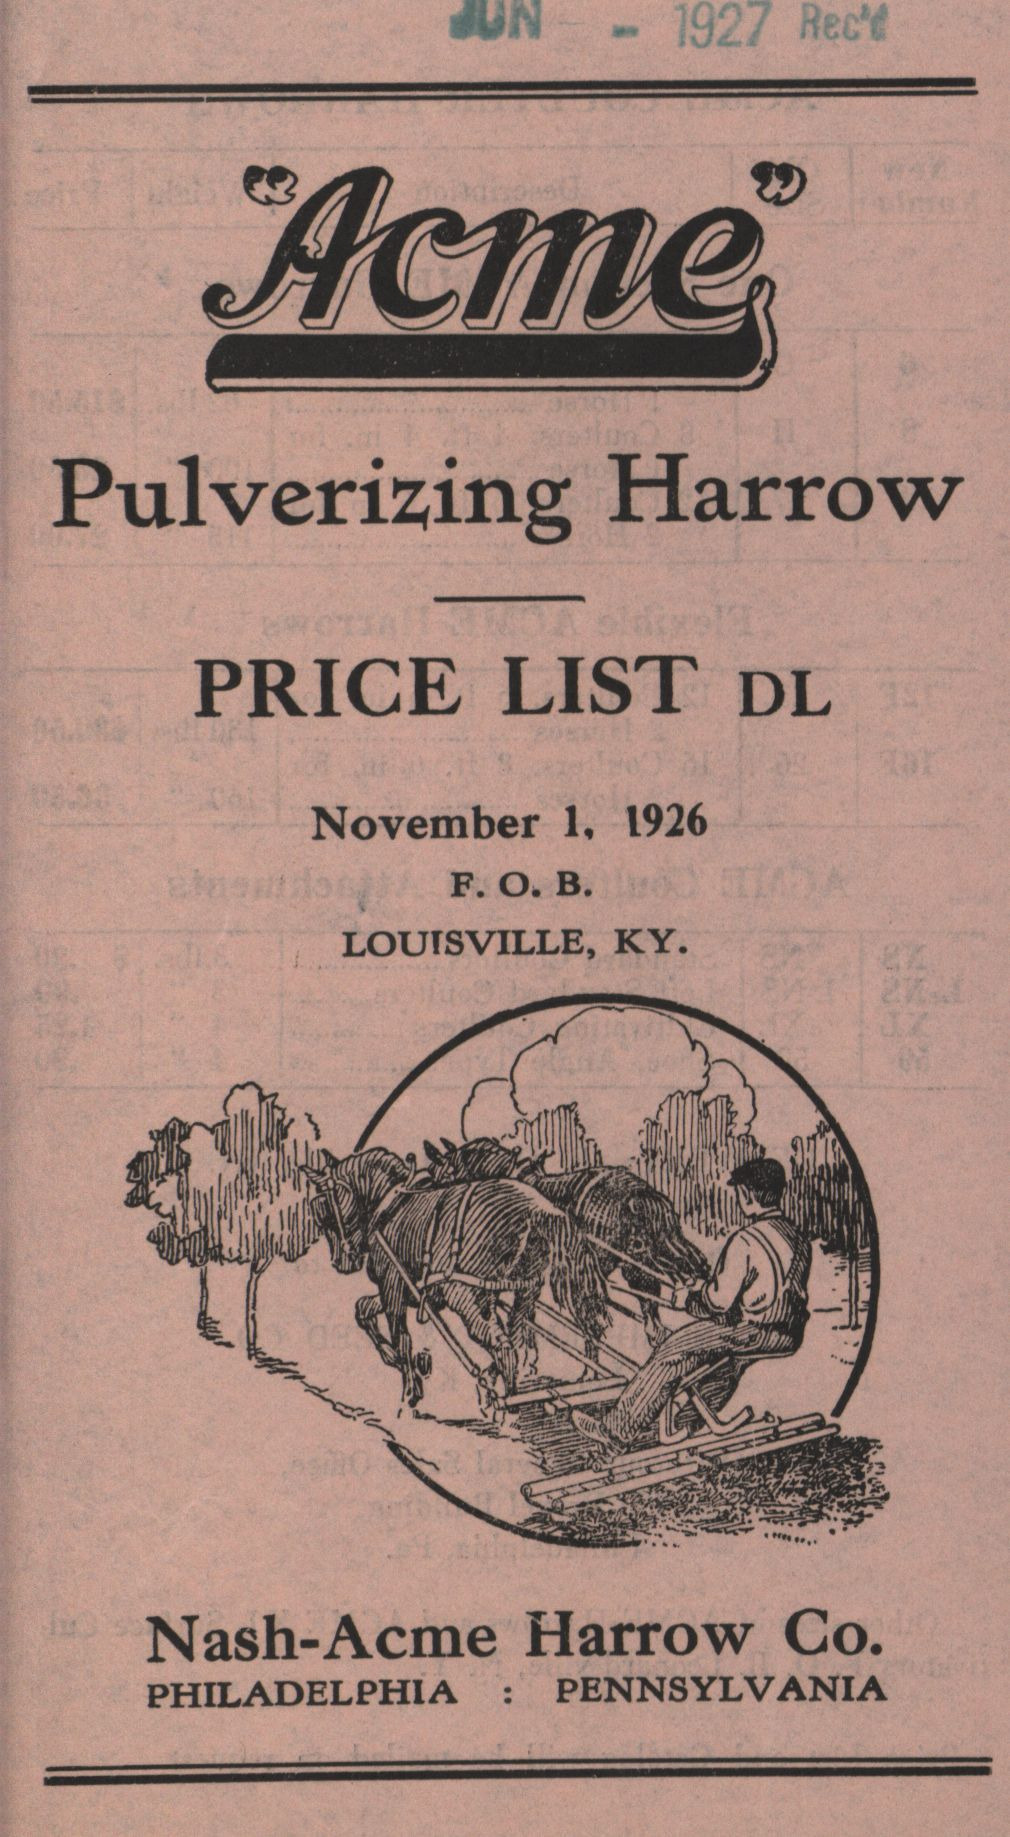 JUN - 1927 Rec'd
"Acme"
Pulverizing Harrow
PRICE LIST DL
November 1, 1926
F. O. B.
LOUISVILLE, KY.
Nash-Acme Harrow Co.
PHILADELPHIA : PENNSYLVANIA